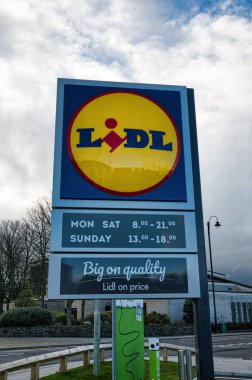 LIDL
MON SAT 8.00-21.00
SUNDAY 13.00-18.00
Big on quality
Lidl on price